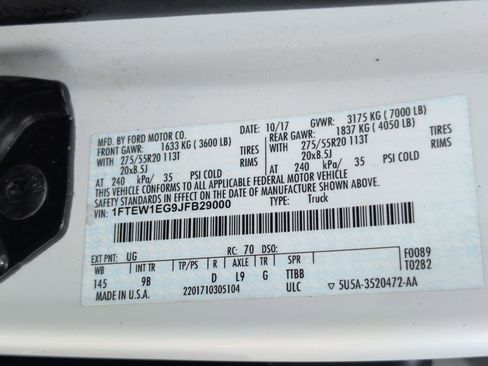 MFD. BY FORD MOTOR CO.
DATE: 10/17 GVWR: 3175 KG ( 7000 LB)
FRONT GAWR: 1633 KG ( 3600 LB) REAR GAWR: 1837 KG ( 4050 LB)
WITH 275/55R20 113T TIRES WITH 275/55R20 113T TIRES
20x8.5J RIMS 20x8.5J RIMS
AT 240 kPa/ 35 PSI COLD AT 240 kPa/ 35 PSI COLD
THIS VEHICLE CONFORMS TO ALL APPLICABLE FEDERAL MOTOR VEHICLE
SAFETY STANDARDS IN EFFECT ON THE DATE OF MANUFACTURE SHOWN ABOVE.
VIN: 1FTEW1EG9JFB29000 TYPE: Truck
EXT PNT: UG RC: 70 DSO: F0089
WB INT TR TP/PS R AXLE TR SPR T0282
145 9B D L9 G TTBB
MADE IN U.S.A. 2201710305104 ULC ▽ 5U5A-3520472-AA